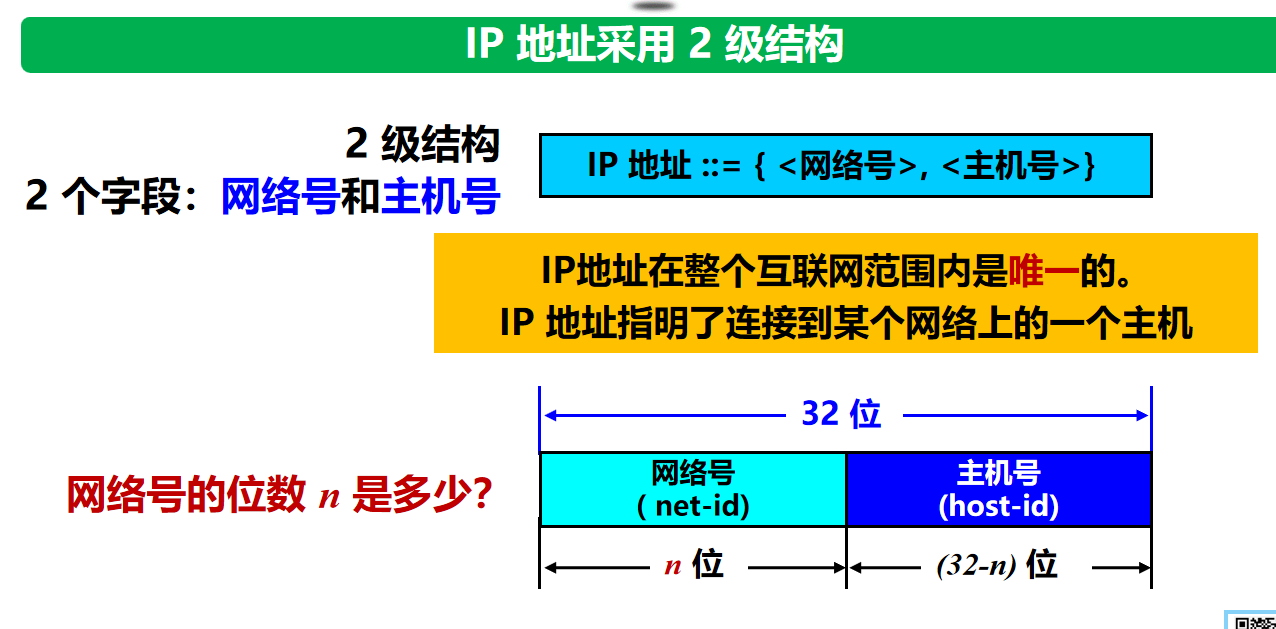 IP 地址采用 2 级结构
2 级结构
2 个字段：网络号和主机号
IP 地址 ::= { <网络号>, <主机号>}
IP地址在整个互联网范围内是唯一的。
IP 地址指明了连接到某个网络上的一个主机
32 位
网络号的位数 n 是多少？
网络号
( net-id)
主机号
(host-id)
n 位
(32-n) 位